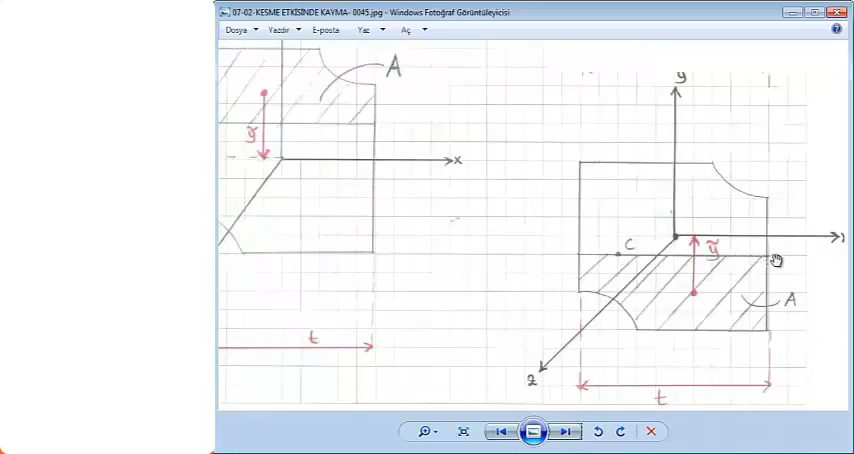 07-02-KESME ETKİSİNDE KAYMA- 0045.jpg - Windows Fotoğraf Görüntüleyicisi
Dosya Yazdır E-posta Yaz Aç
A
ỹ
x
t
y
C
ỹ
A
z
t